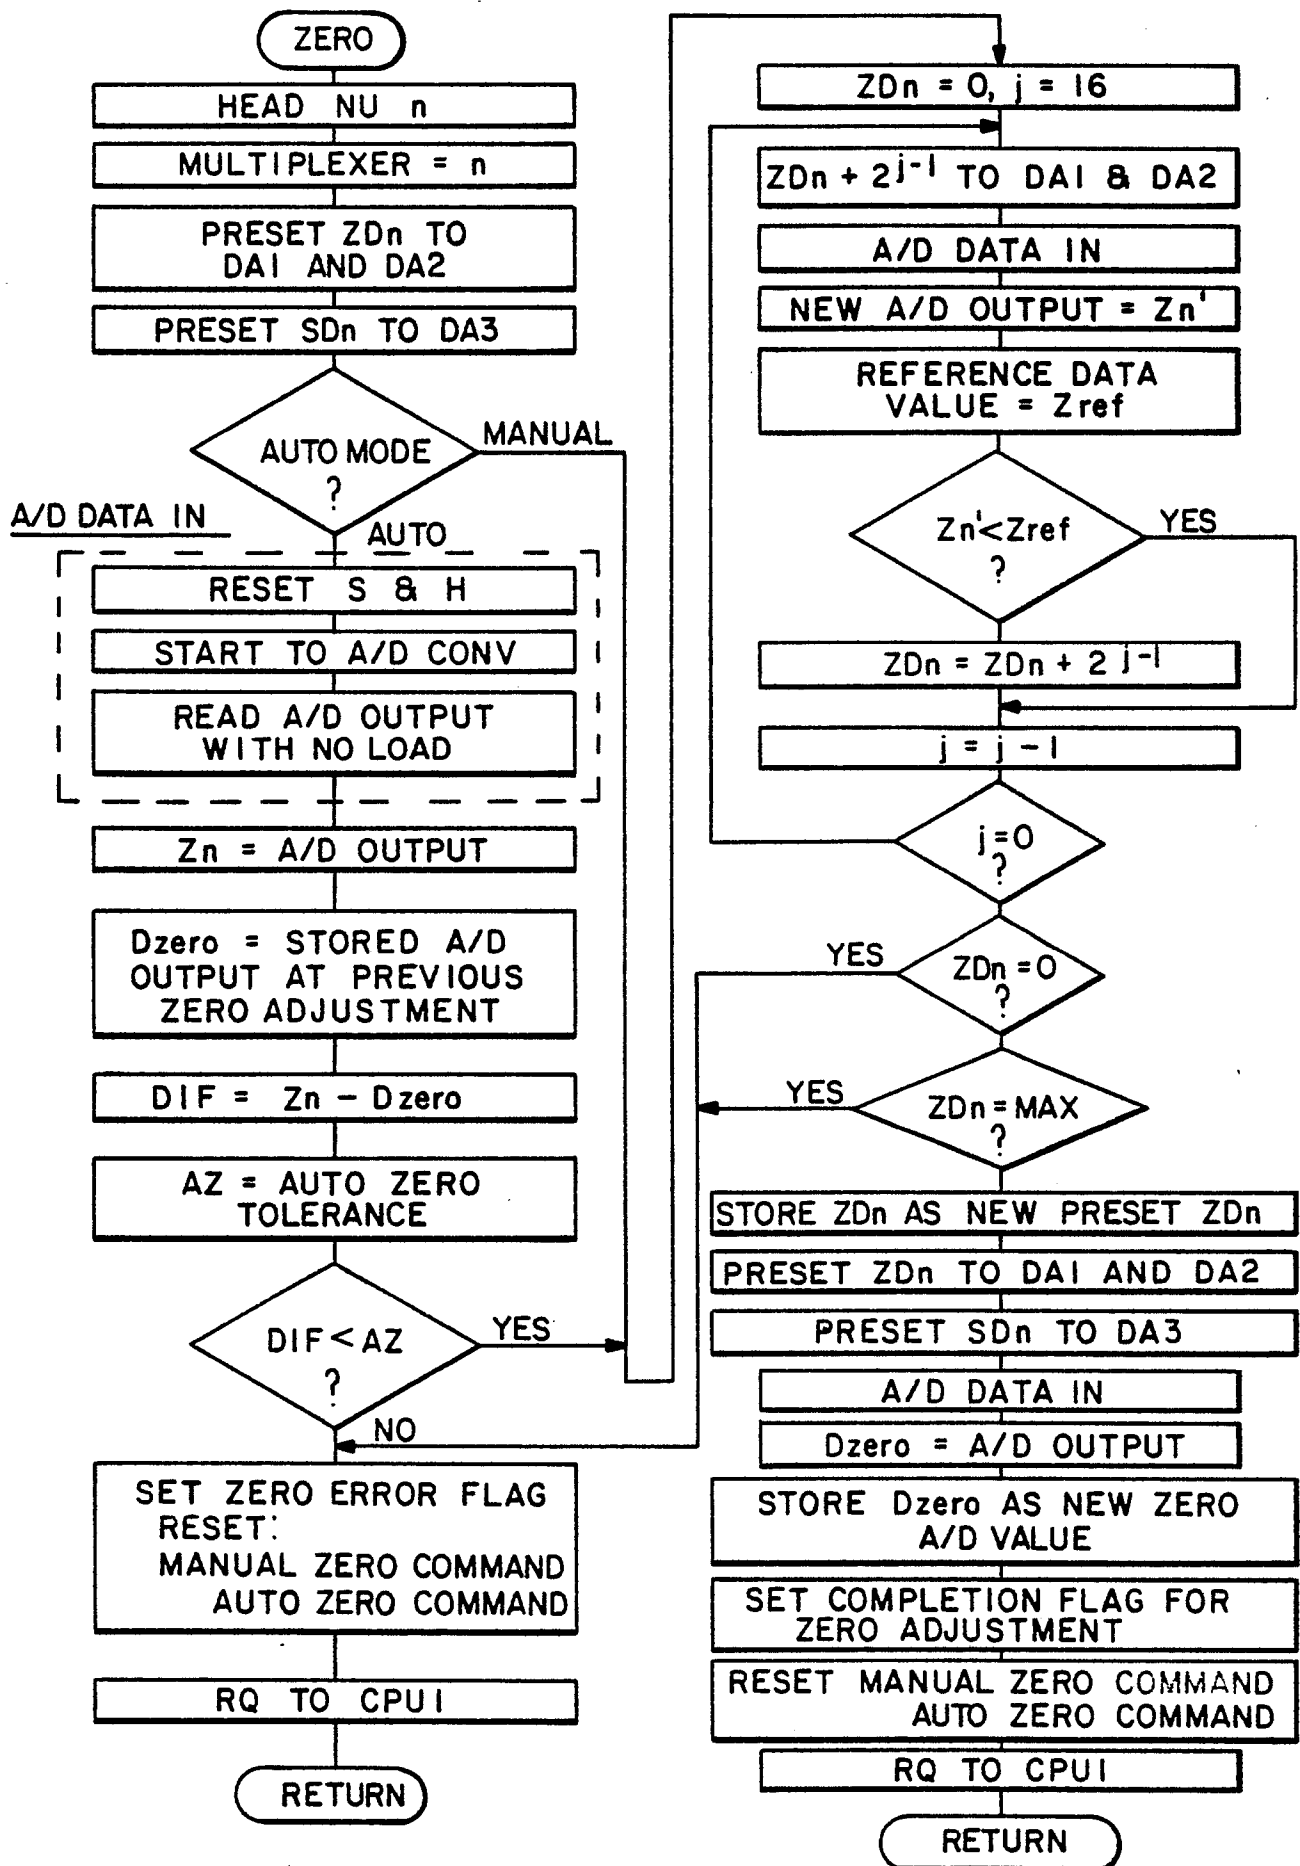 ZERO
HEAD NU n
MULTIPLEXER = n
PRESET ZDn TO
DA1 AND DA2
PRESET SDn TO DA3
AUTO MODE
?
MANUAL
A/D DATA IN
AUTO
RESET S & H
START TO A/D CONV
READ A/D OUTPUT
WITH NO LOAD
Zn = A/D OUTPUT
Dzero = STORED A/D
OUTPUT AT PREVIOUS
ZERO ADJUSTMENT
DIF = Zn - Dzero
AZ = AUTO ZERO
TOLERANCE
DIF < AZ
?
YES
NO
SET ZERO ERROR FLAG
RESET:
MANUAL ZERO COMMAND
AUTO ZERO COMMAND
RQ TO CPU1
RETURN
ZDn = 0, j = 16
ZDn + 2^j-1 TO DA1 & DA2
A/D DATA IN
NEW A/D OUTPUT = Zn'
REFERENCE DATA
VALUE = Zref
Zn' < Zref
?
YES
ZDn = ZDn + 2^j-1
j = j - 1
j = 0
?
YES
ZDn = 0
?
YES
ZDn = MAX
?
STORE ZDn AS NEW PRESET ZDn
PRESET ZDn TO DA1 AND DA2
PRESET SDn TO DA3
A/D DATA IN
Dzero = A/D OUTPUT
STORE Dzero AS NEW ZERO
A/D VALUE
SET COMPLETION FLAG FOR
ZERO ADJUSTMENT
RESET MANUAL ZERO COMMAND
AUTO ZERO COMMAND
RQ TO CPU1
RETURN